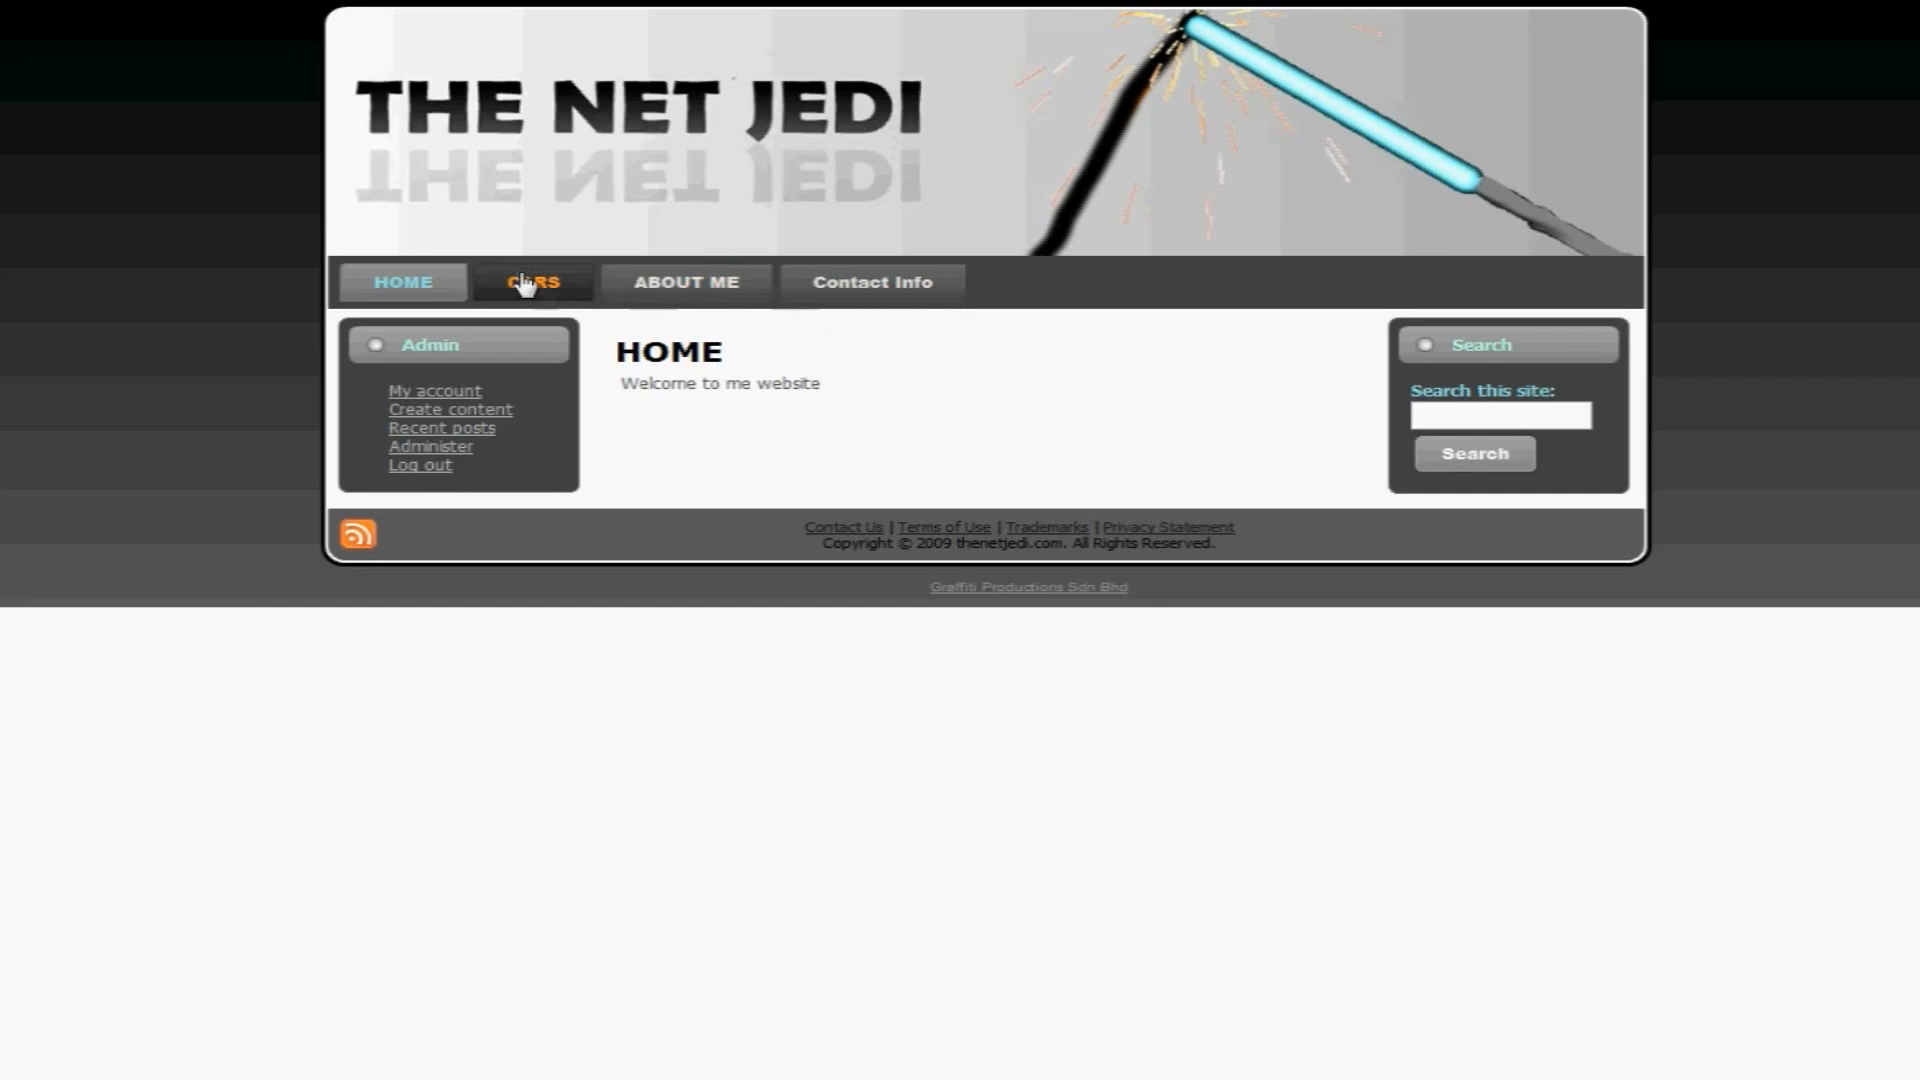 THE NET JEDI
HOME
CARS
ABOUT ME
Contact Info
Admin
My account
Create content
Recent posts
Administer
Log out
HOME
Welcome to me website
Search
Search this site:
Search
Contact Us | Terms of Use | Trademarks | Privacy Statement
Copyright © 2009 thenetjedi.com. All Rights Reserved.
Graffiti Productions Sdn Bhd